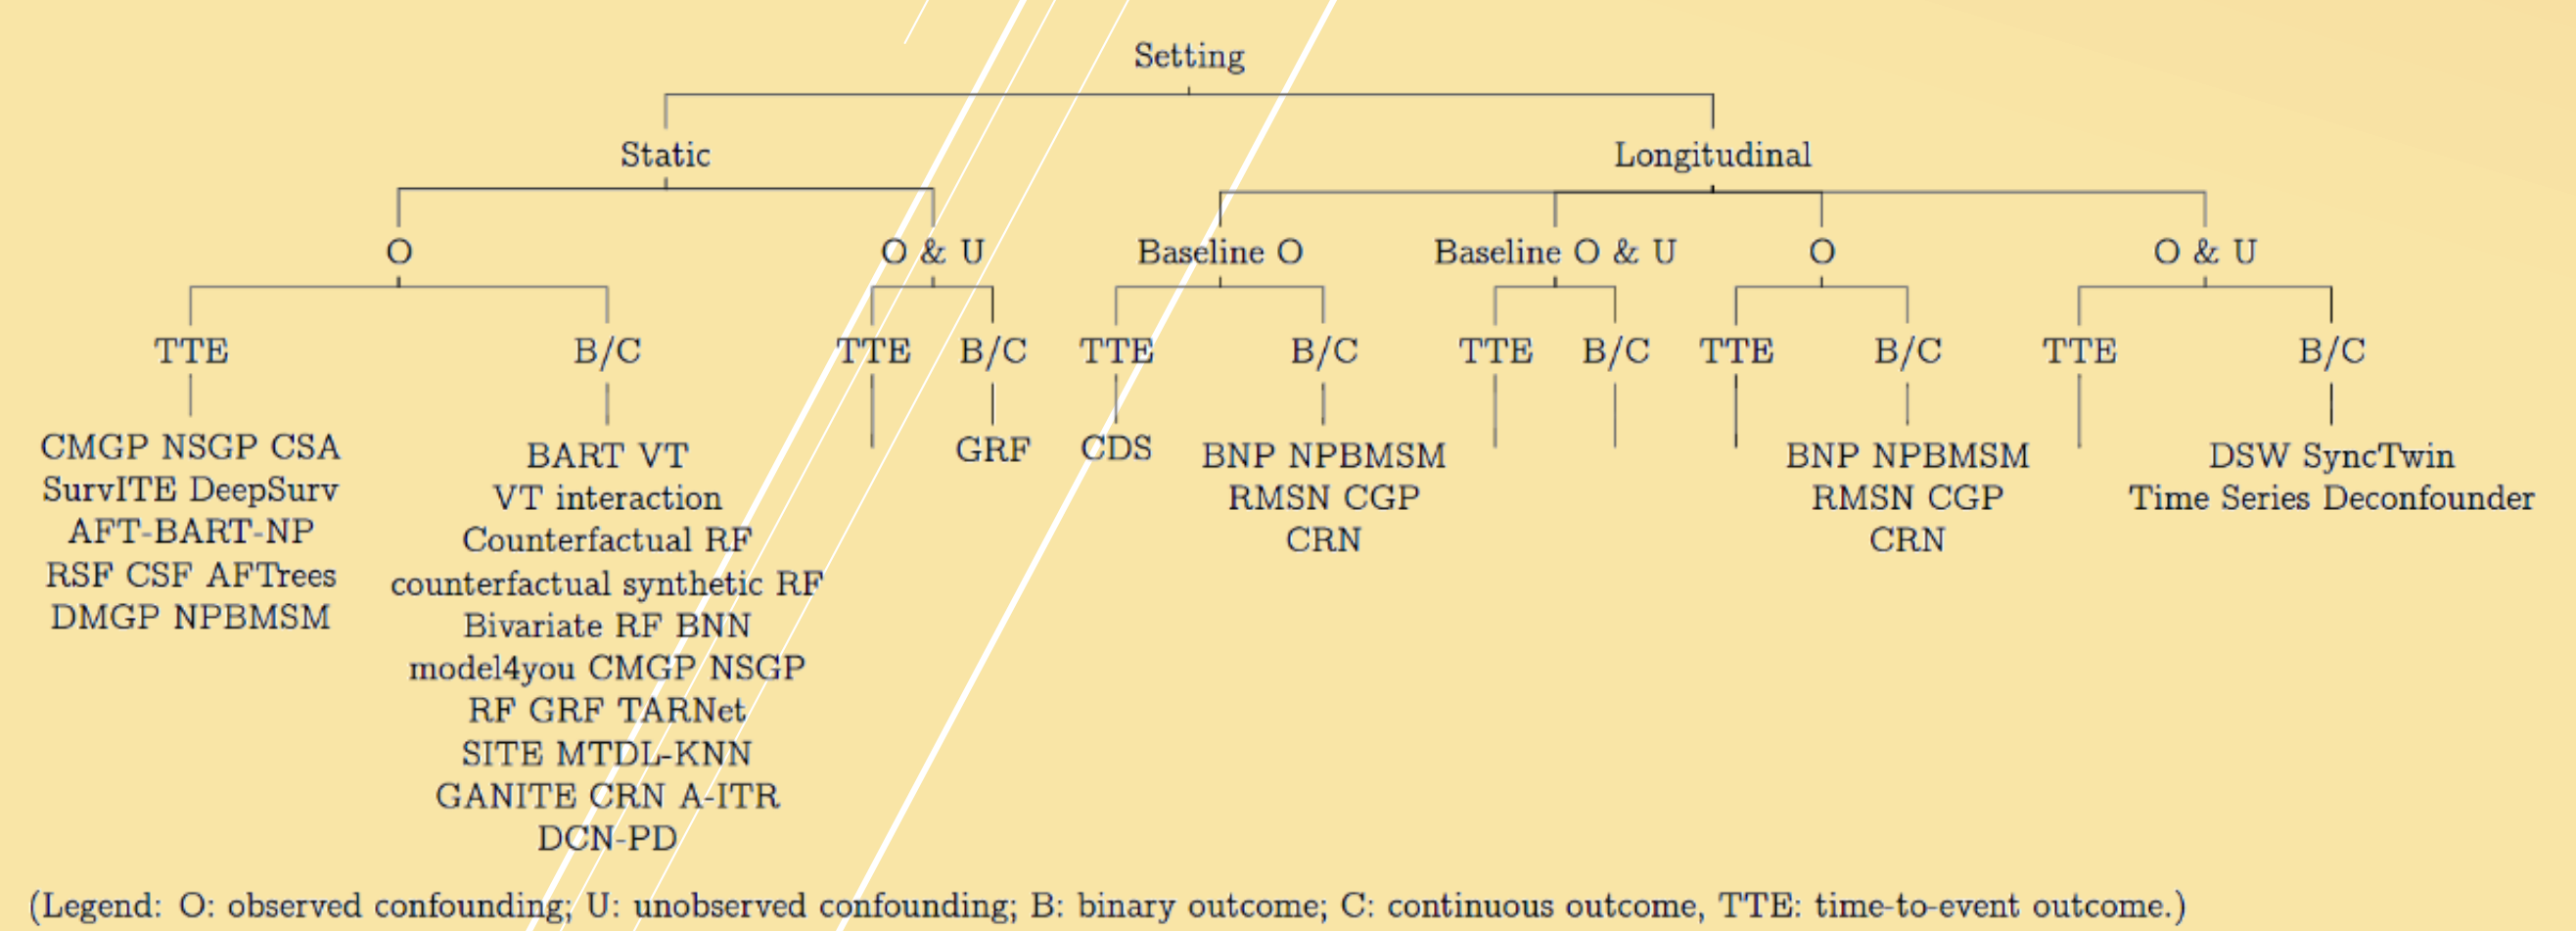 Setting
Static
Longitudinal
O
O & U
Baseline O
Baseline O & U
O
O & U
TTE
B/C
TTE
B/C
TTE
B/C
TTE
B/C
TTE
B/C
TTE
B/C
CMGP NSGP CSA
SurvITE DeepSurv
AFT-BART-NP
RSF CSF AFTrees
DMGP NPBMSM
BART VT
VT interaction
Counterfactual RF
counterfactual synthetic RF
Bivariate RF BNN
model4you CMGP NSGP
RF GRF TARNet
SITE MTDL-KNN
GANITE CRN A-ITR
DCN-PD
GRF
CDS
BNP NPBMSM
RMSN CGP
CRN
BNP NPBMSM
RMSN CGP
CRN
DSW SyncTwin
Time Series Deconfounder
(Legend: O: observed confounding; U: unobserved confounding; B: binary outcome; C: continuous outcome, TTE: time-to-event outcome.)